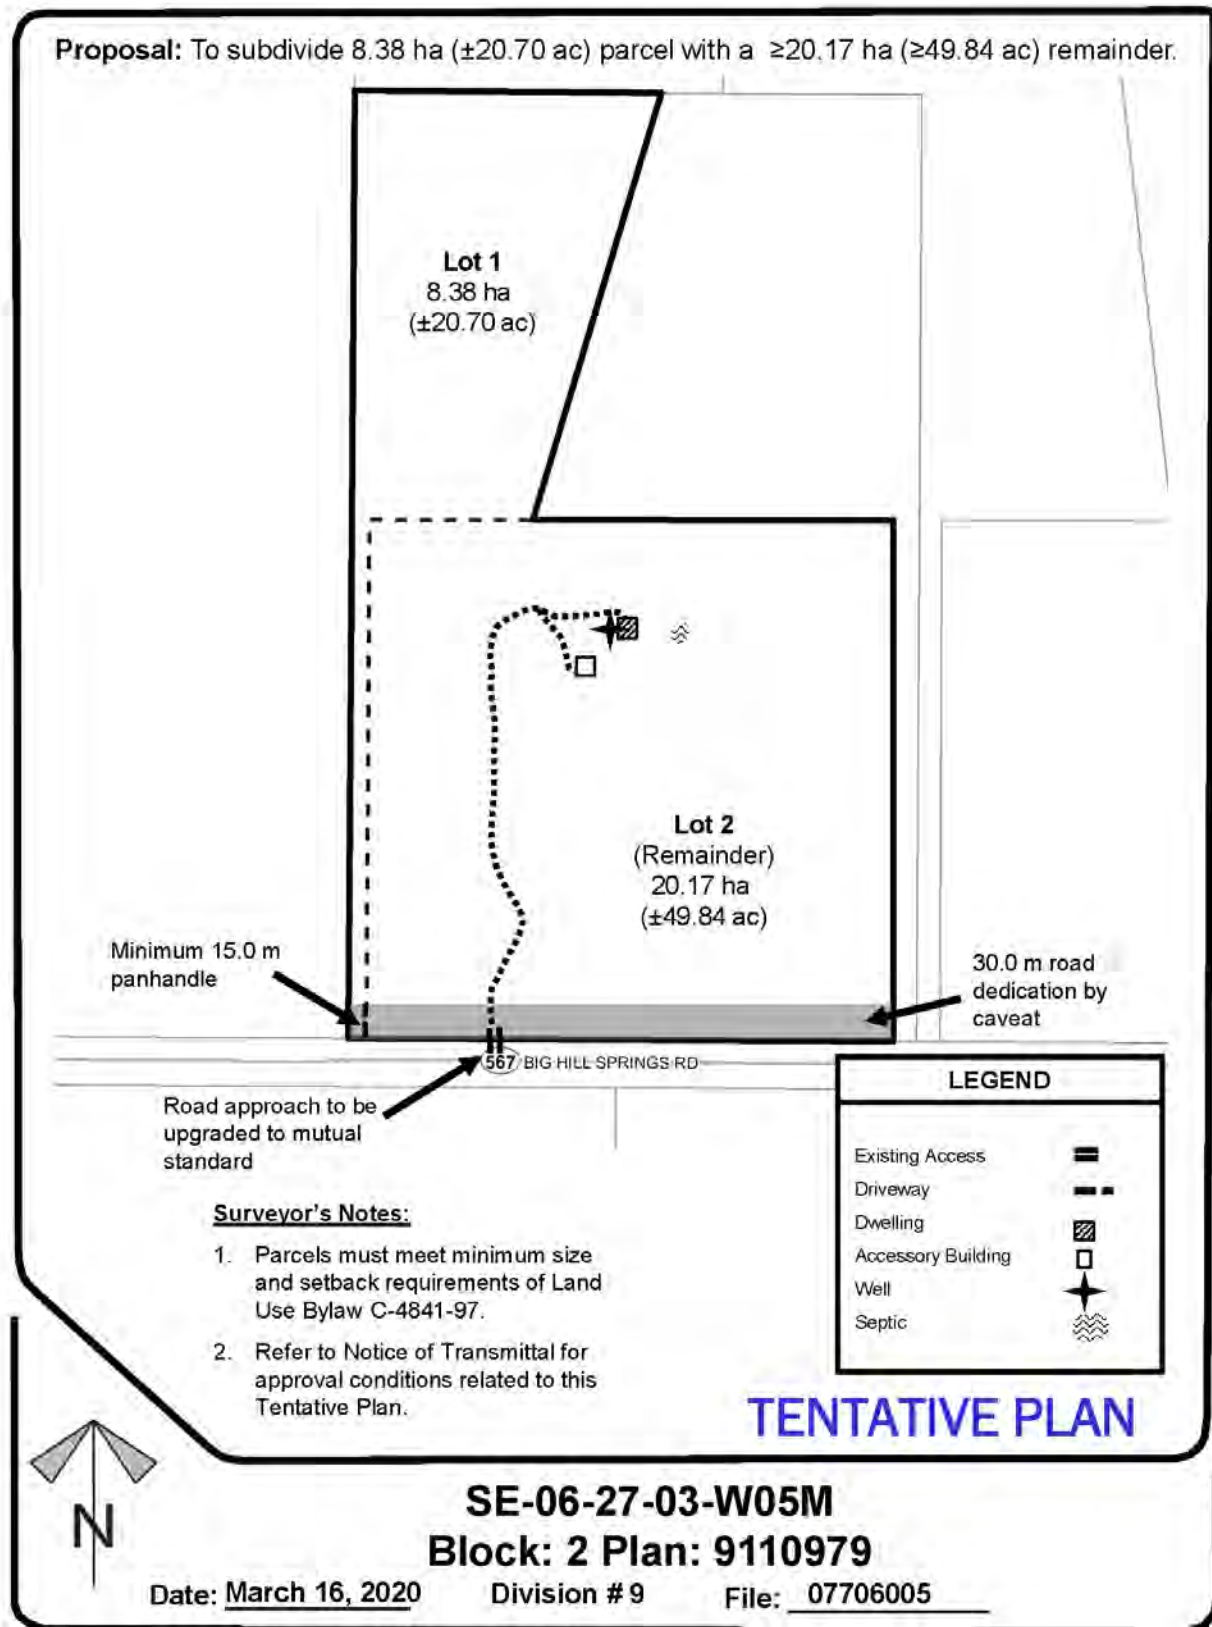 Proposal: To subdivide 8.38 ha (±20.70 ac) parcel with a ≥20.17 ha (≥49.84 ac) remainder.
Lot 1
8.38 ha
(±20.70 ac)
Lot 2
(Remainder)
20.17 ha
(±49.84 ac)
Minimum 15.0 m
panhandle
30.0 m road
dedication by
caveat
567 BIG HILL SPRINGS RD
Road approach to be
upgraded to mutual
standard
LEGEND
Existing Access
Driveway
Dwelling
Accessory Building
Well
Septic
Surveyor's Notes:
1. Parcels must meet minimum size
and setback requirements of Land
Use Bylaw C-4841-97.
2. Refer to Notice of Transmittal for
approval conditions related to this
Tentative Plan.
TENTATIVE PLAN
N
SE-06-27-03-W05M
Block: 2 Plan: 9110979
Date: March 16, 2020 Division # 9 File: 07706005